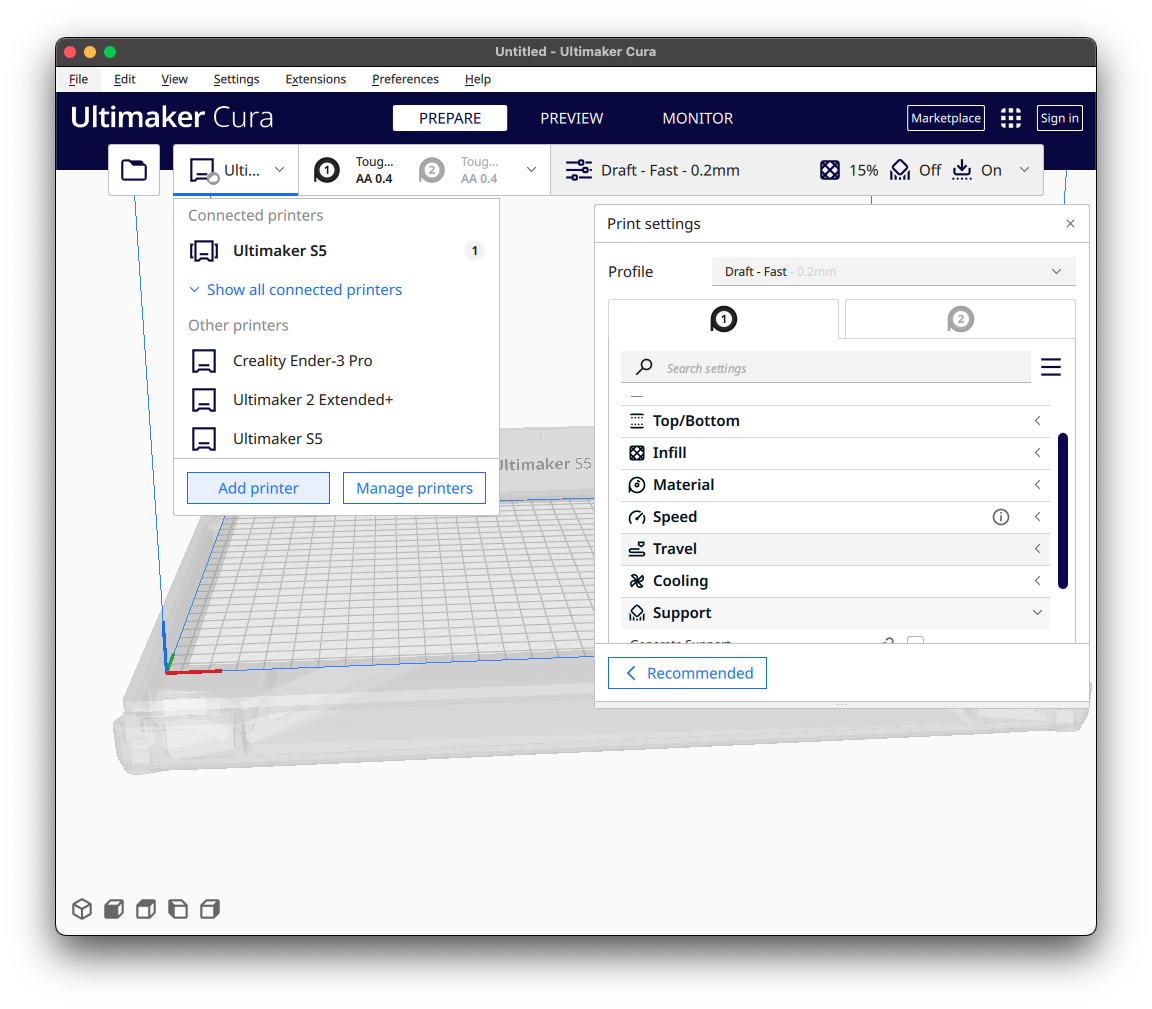 Untitled - Ultimaker Cura
File Edit View Settings Extensions Preferences Help
Ultimaker Cura PREPARE PREVIEW MONITOR Marketplace Sign in
Ulti... 1 Toug... AA 0.4 2 Toug... AA 0.4 Draft - Fast - 0.2mm 15% Off On
Connected printers
Ultimaker S5 1
Show all connected printers
Other printers
Creality Ender-3 Pro
Ultimaker 2 Extended+
Ultimaker S5
Add printer Manage printers
Ultimaker S5
Print settings
Profile Draft - Fast - 0.2mm
1 2
Search settings
Top/Bottom
Infill
Material
Speed
Travel
Cooling
Support
Generate Support
Recommended